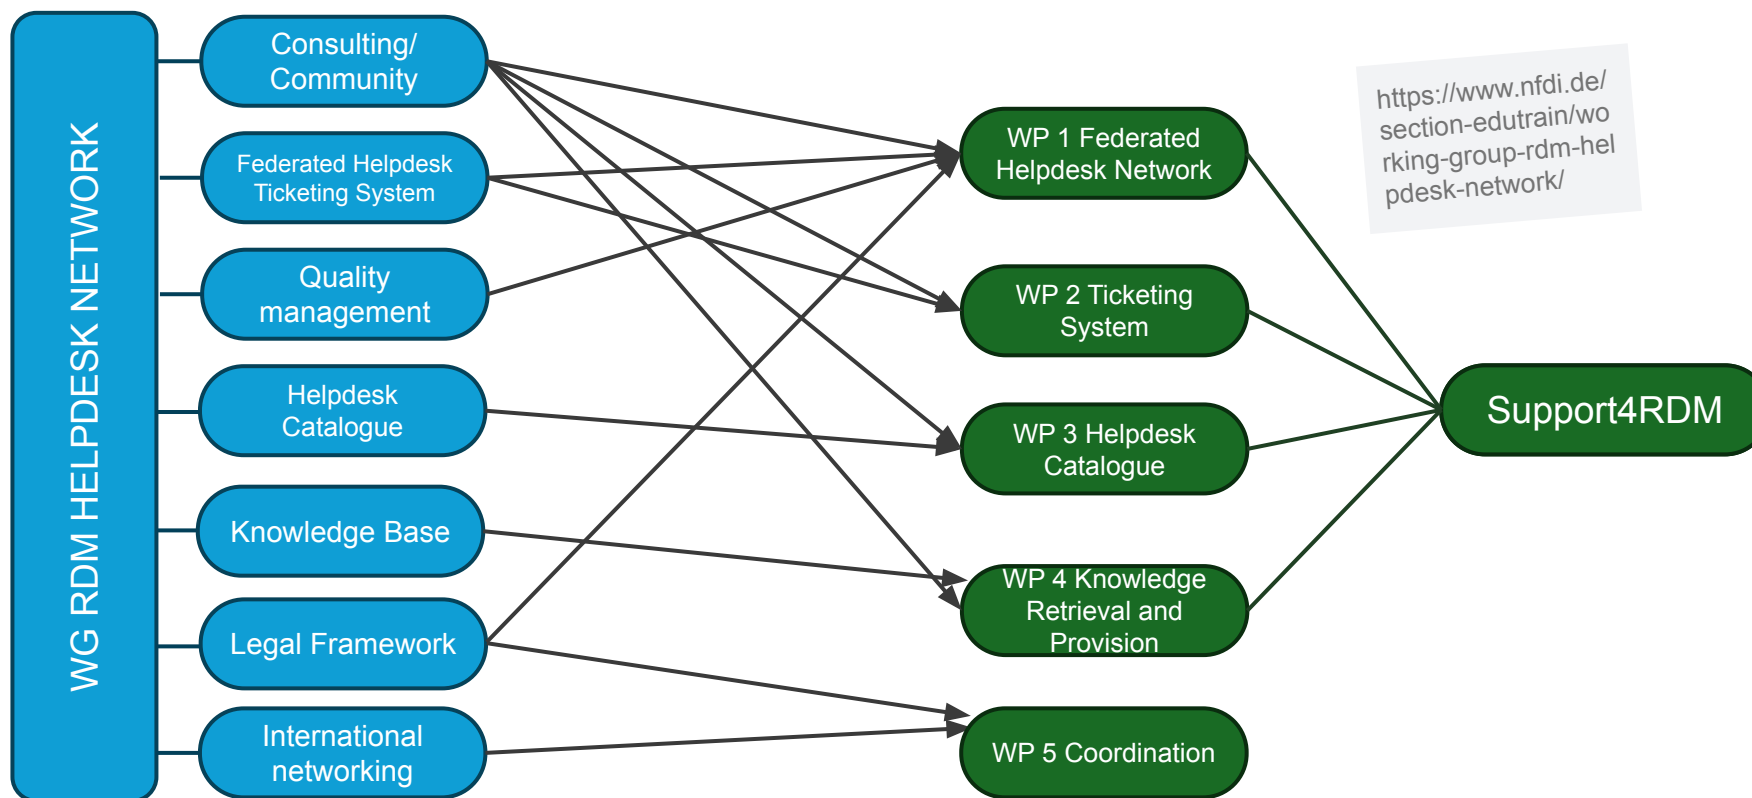 WG RDM HELPDESK NETWORK
Consulting/
Community
Federated Helpdesk
Ticketing System
Quality
management
Helpdesk
Catalogue
Knowledge Base
Legal Framework
International
networking
WP 1 Federated
Helpdesk Network
WP 2 Ticketing
System
WP 3 Helpdesk
Catalogue
WP 4 Knowledge
Retrieval and
Provision
WP 5 Coordination
https://www.nfdi.de/
section-edutrain/wo
rking-group-rdm-hel
pdesk-network/
Support4RDM